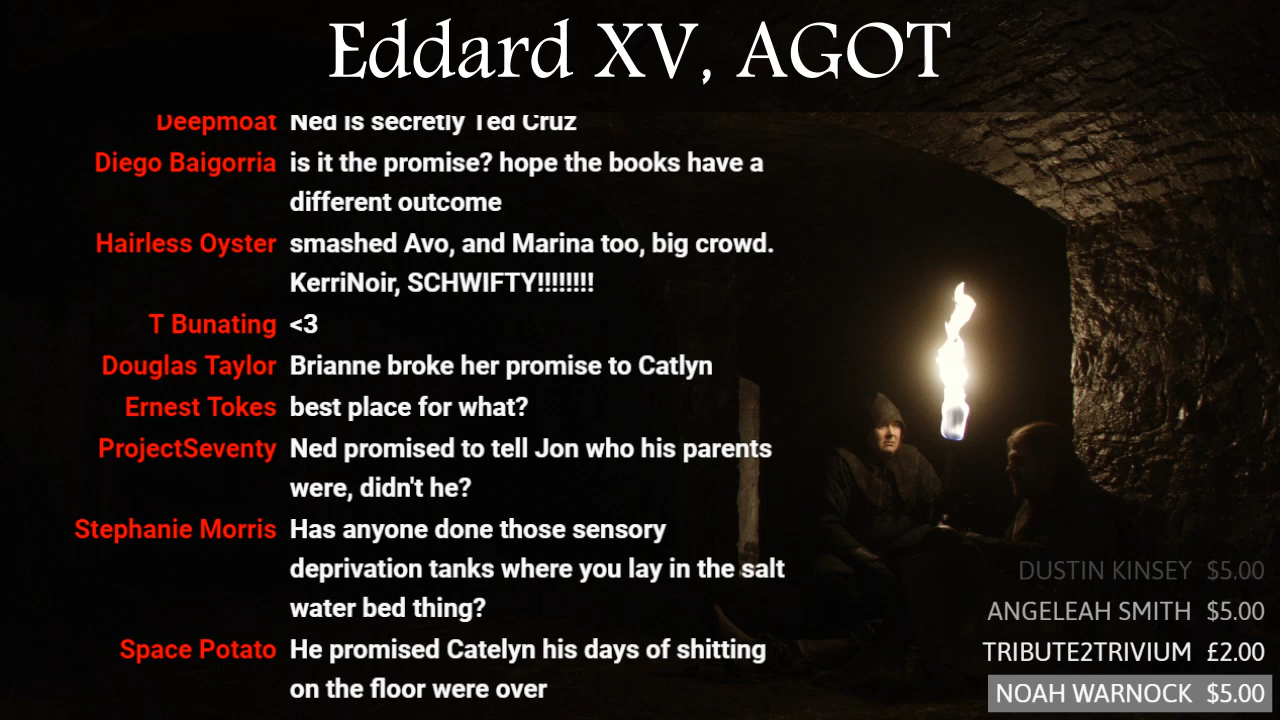 Eddard XV, AGOT
Deepmoat Ned is secretly Ted Cruz
Diego Baigorria is it the promise? hope the books have a
different outcome
Hairless Oyster smashed Avo, and Marina too, big crowd.
KerriNoir, SCHWIFTY!!!!!!!!
T Bunating <3
Douglas Taylor Brianne broke her promise to Catlyn
Ernest Tokes best place for what?
ProjectSeventy Ned promised to tell Jon who his parents
were, didn't he?
Stephanie Morris Has anyone done those sensory
deprivation tanks where you lay in the salt
water bed thing?
Space Potato He promised Catelyn his days of shitting
on the floor were over
DUSTIN KINSEY $5.00
ANGELEAH SMITH $5.00
TRIBUTE2TRIVIUM £2.00
NOAH WARNOCK $5.00